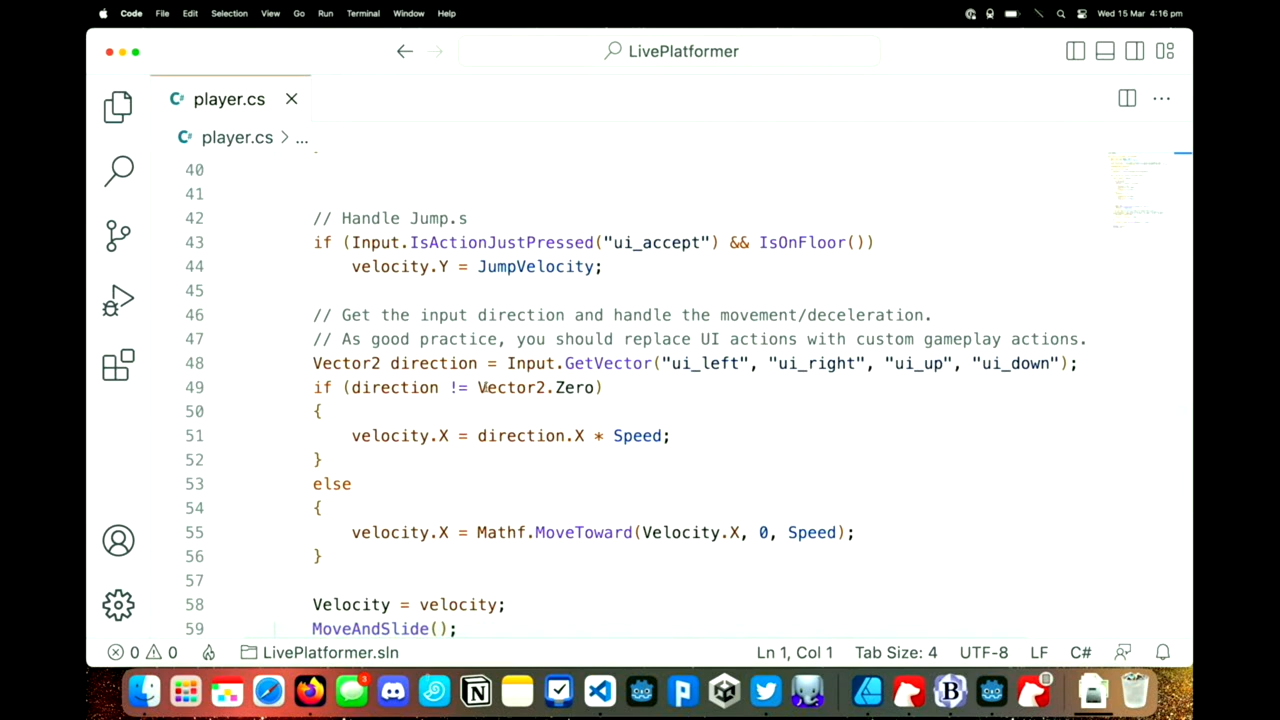 Code File Edit Selection View Go Run Terminal Window Help Wed 15 Mar 4:16 pm
LivePlatformer
player.cs
player.cs > ...
40
41
42 // Handle Jump.s
43 if (Input.IsActionJustPressed("ui_accept") && IsOnFloor())
44 velocity.Y = JumpVelocity;
45
46 // Get the input direction and handle the movement/deceleration.
47 // As good practice, you should replace UI actions with custom gameplay actions.
48 Vector2 direction = Input.GetVector("ui_left", "ui_right", "ui_up", "ui_down");
49 if (direction != Vector2.Zero)
50 {
51 velocity.X = direction.X * Speed;
52 }
53 else
54 {
55 velocity.X = Mathf.MoveToward(Velocity.X, 0, Speed);
56 }
57
58 Velocity = velocity;
59 MoveAndSlide();
0 0 LivePlatformer.sln Ln 1, Col 1 Tab Size: 4 UTF-8 LF C#